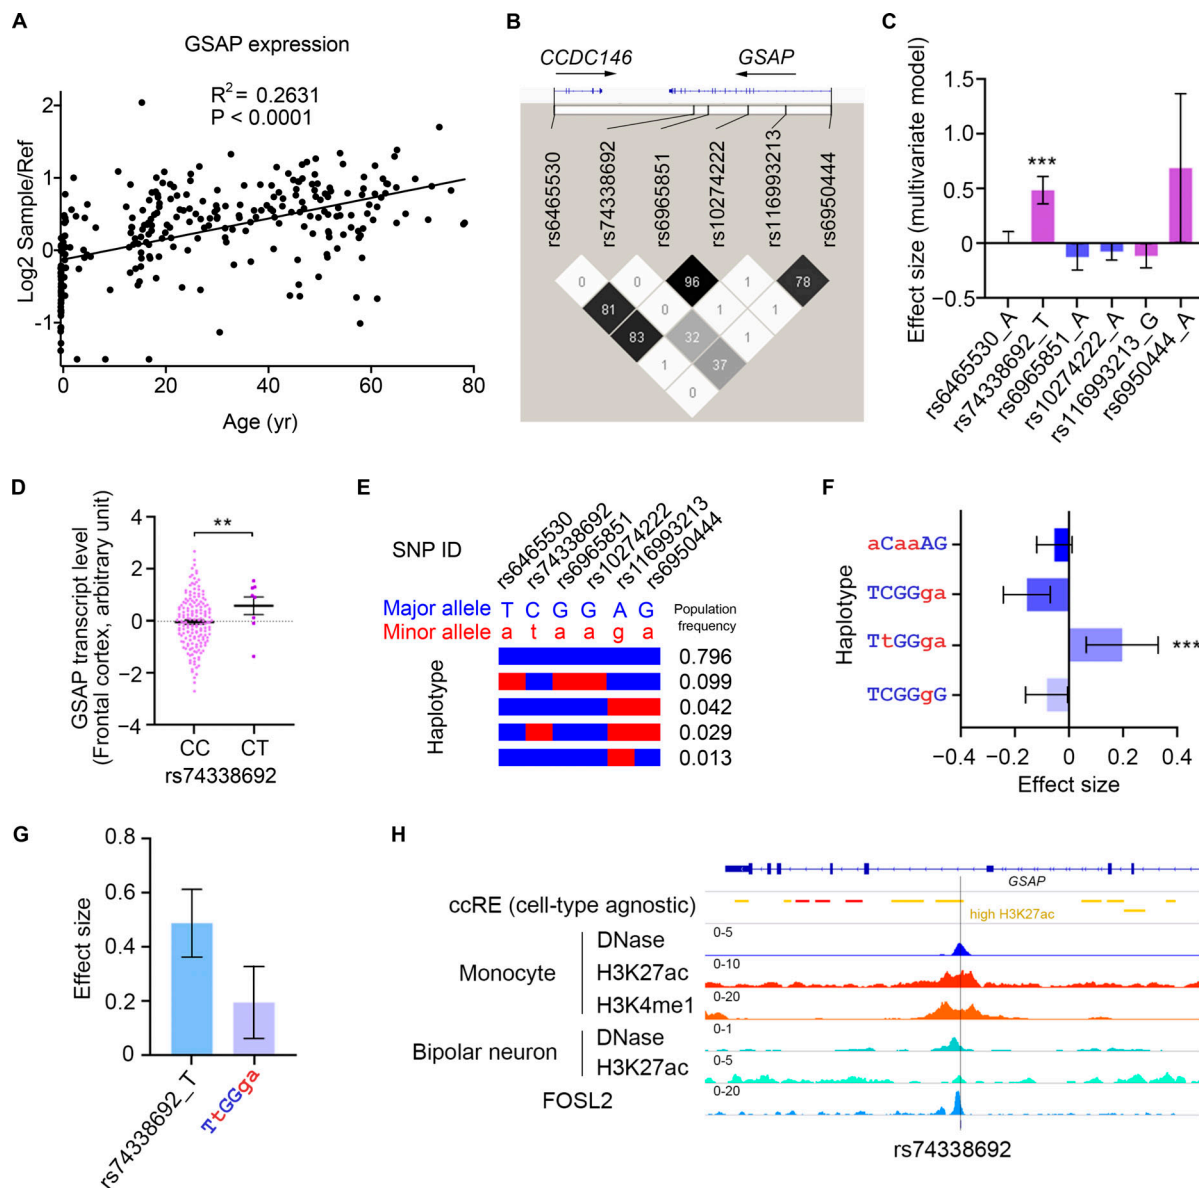 A
GSAP expression
R2 = 0.2631
P < 0.0001
Log2 Sample/Ref
2
1
0
-1
0 20 40 60 80
Age (yr)
B
CCDC146 GSAP
rs6465530
rs74338692
rs6965851
rs10274222
rs116993213
rs6950444
0 0 96 1 78
81 0 1 1
83 32 1
1 37
0
C
Effect size (multivariate model)
1.5
1.0
0.5
0
−0.5
***
rs6465530_A
rs74338692_T
rs6965851_A
rs10274222_A
rs116993213_G
rs6950444_A
D
GSAP transcript level
(Frontal cortex, arbitrary unit)
4
2
0
−2
−4
**
CC CT
rs74338692
E
SNP ID
rs6465530
rs74338692
rs6965851
rs10274222
rs116993213
rs6950444
Major allele T C G G A G
Minor allele a t a a g a
Population
frequency
Haplotype
0.796
0.099
0.042
0.029
0.013
F
Haplotype
aCaaAG
TCGGga
TtGGga
TCGGgG
***
−0.4 −0.2 0 0.2 0.4
Effect size
G
Effect size
0.8
0.6
0.4
0.2
0
rs74338692_T
TtGGga
H
GSAP
ccRE (cell-type agnostic)
high H3K27ac
Monocyte
DNase 0-5
H3K27ac 0-10
H3K4me1 0-20
Bipolar neuron
DNase 0-1
H3K27ac 0-5
FOSL2 0-20
rs74338692